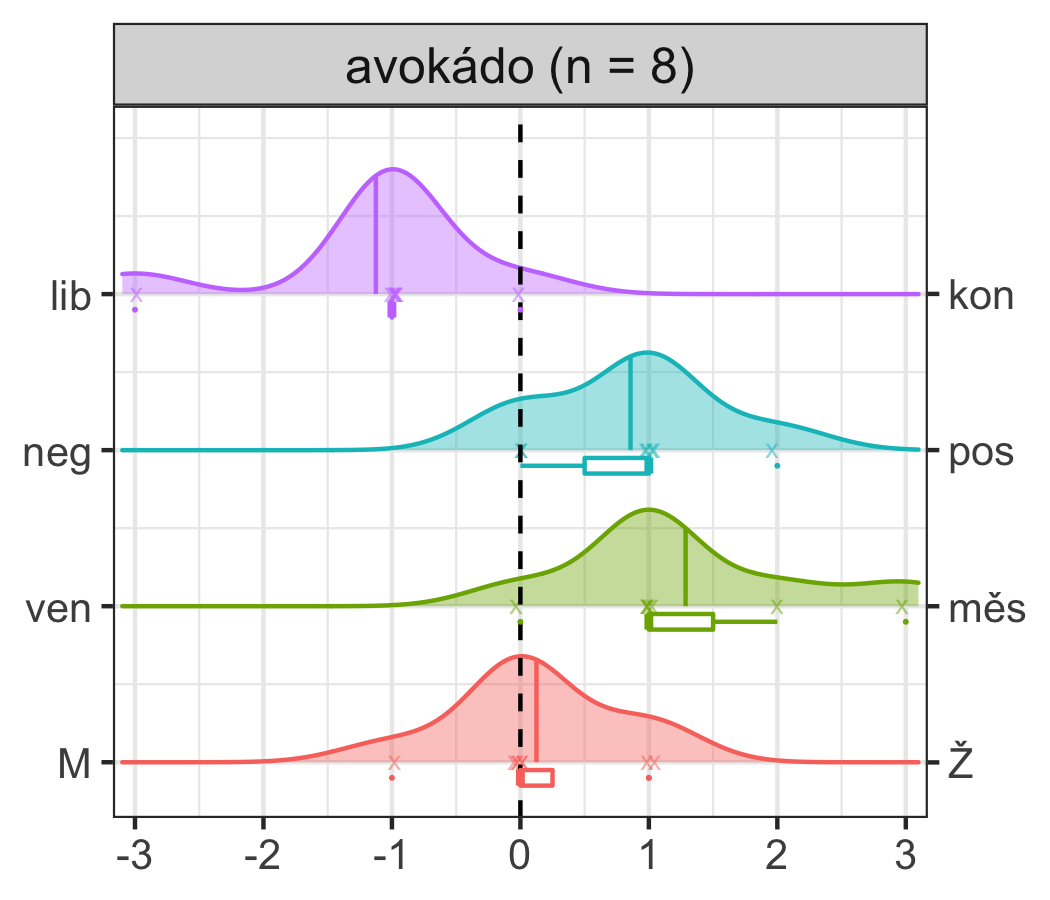 avokádo (n = 8)
lib kon
neg pos
ven měs
M Ž
-3 -2 -1 0 1 2 3